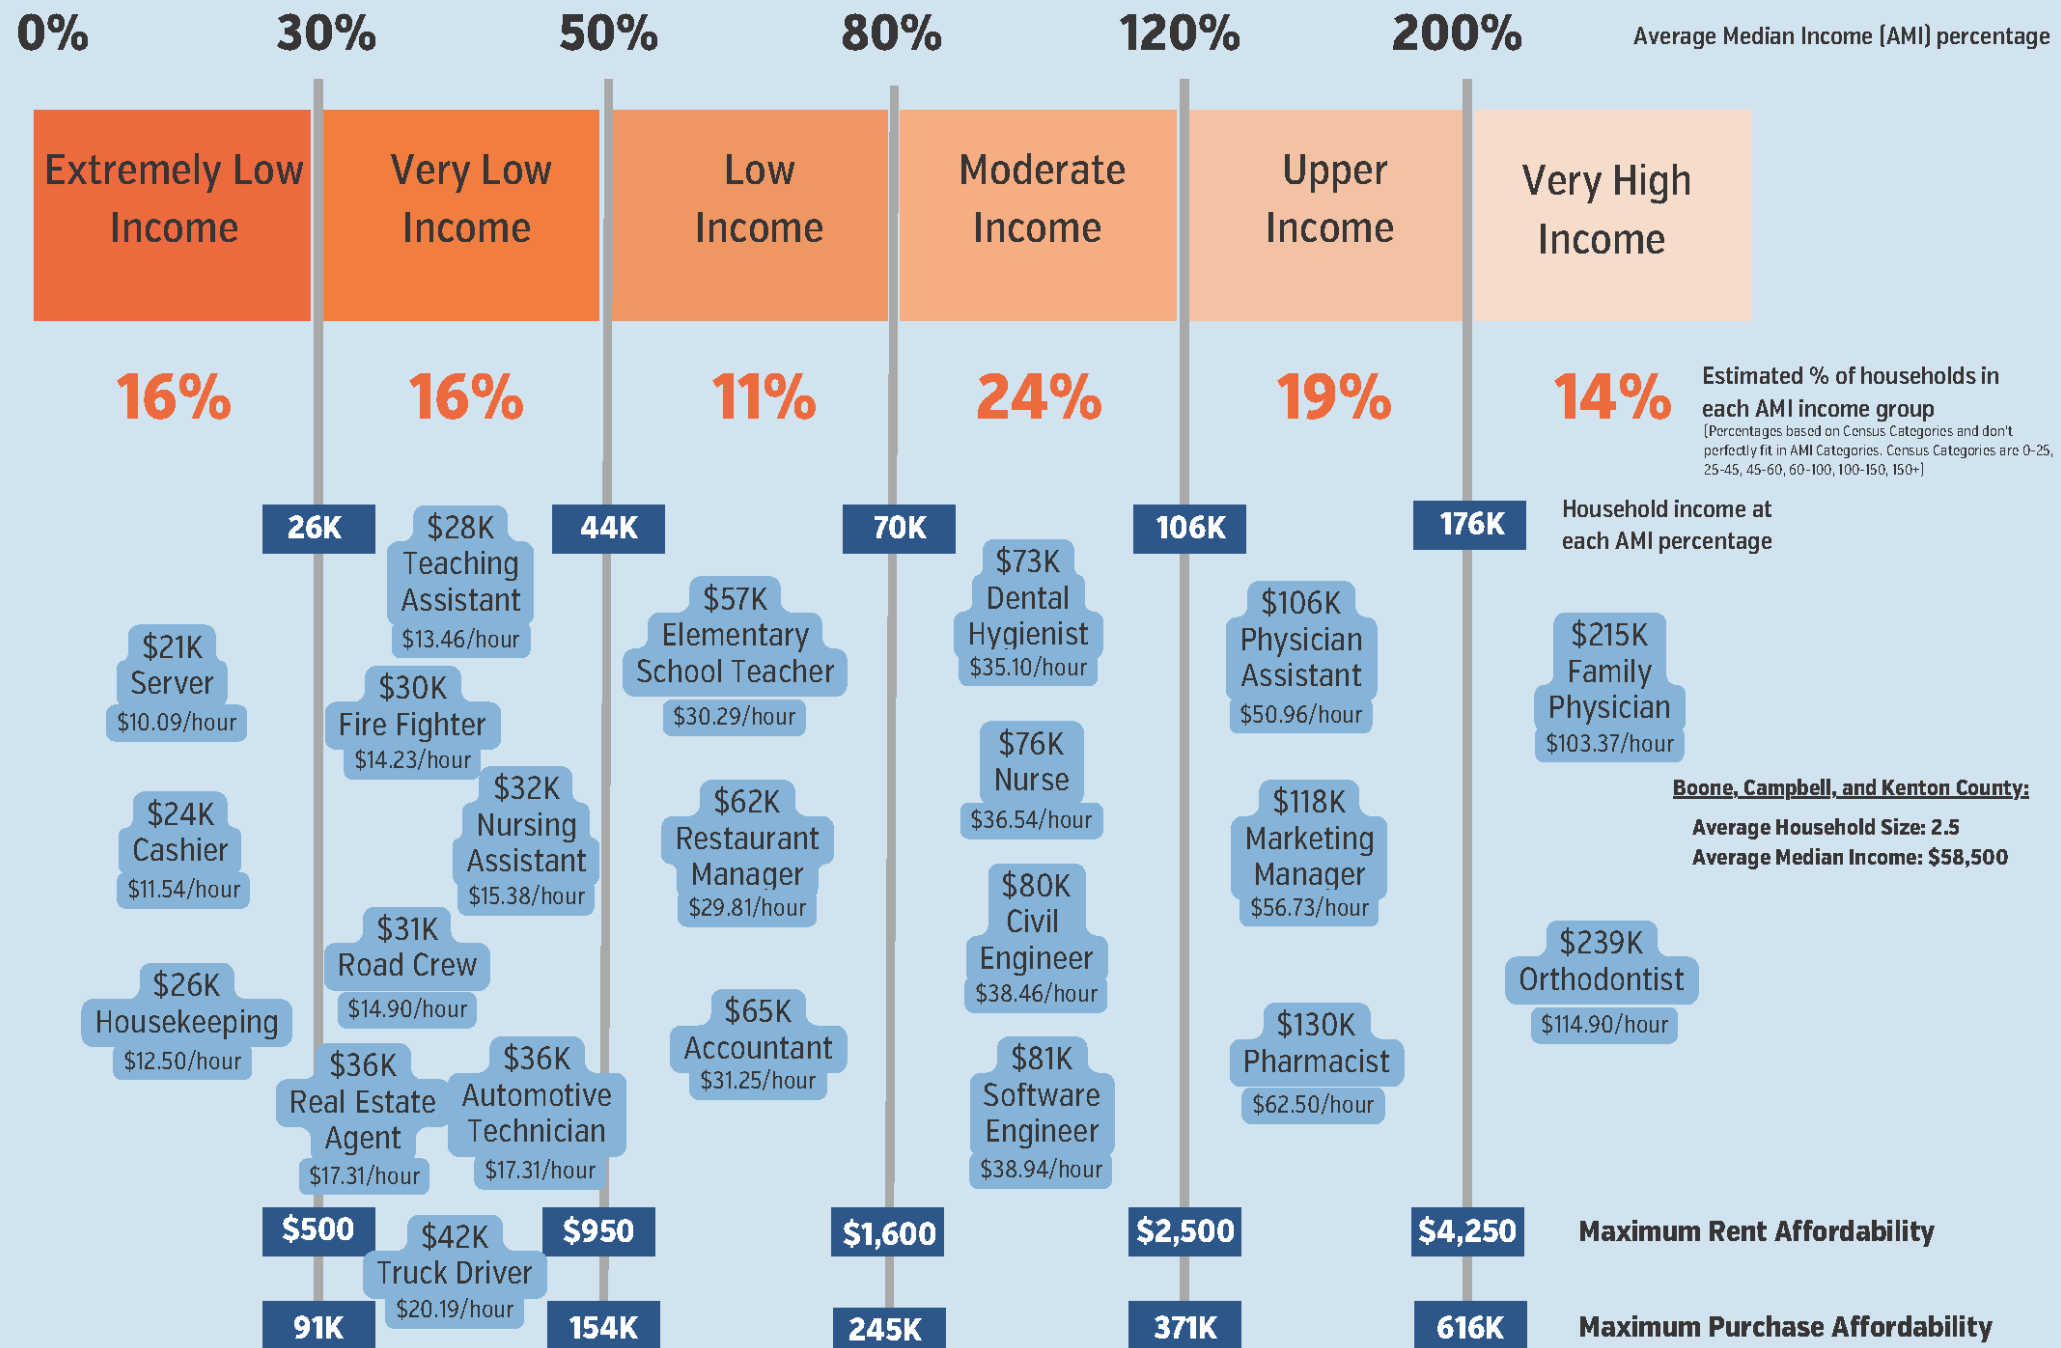 0% 30% 50% 80% 120% 200% Average Median Income (AMI) percentage
Extremely Low
Income
Very Low
Income
Low
Income
Moderate
Income
Upper
Income
Very High
Income
16% 16% 11% 24% 19% 14%
Estimated % of households in
each AMI income group
(Percentages based on Census Categories and don't
perfectly fit in AMI Categories. Census Categories are 0-25,
25-45, 45-60, 60-100, 100-150, 150+)
26K 44K 70K 106K 176K
Household income at
each AMI percentage
$21K
Server
$10.09/hour
$24K
Cashier
$11.54/hour
$26K
Housekeeping
$12.50/hour
$28K
Teaching
Assistant
$13.46/hour
$30K
Fire Fighter
$14.23/hour
$32K
Nursing
Assistant
$15.38/hour
$31K
Road Crew
$14.90/hour
$36K
Real Estate
Agent
$17.31/hour
$36K
Automotive
Technician
$17.31/hour
$42K
Truck Driver
$20.19/hour
$57K
Elementary
School Teacher
$30.29/hour
$62K
Restaurant
Manager
$29.81/hour
$65K
Accountant
$31.25/hour
$73K
Dental
Hygienist
$35.10/hour
$76K
Nurse
$36.54/hour
$80K
Civil
Engineer
$38.46/hour
$81K
Software
Engineer
$38.94/hour
$106K
Physician
Assistant
$50.96/hour
$118K
Marketing
Manager
$56.73/hour
$130K
Pharmacist
$62.50/hour
$215K
Family
Physician
$103.37/hour
$239K
Orthodontist
$114.90/hour
Boone, Campbell, and Kenton County:
Average Household Size: 2.5
Average Median Income: $58,500
$500 $950 $1,600 $2,500 $4,250 Maximum Rent Affordability
91K 154K 245K 371K 616K Maximum Purchase Affordability